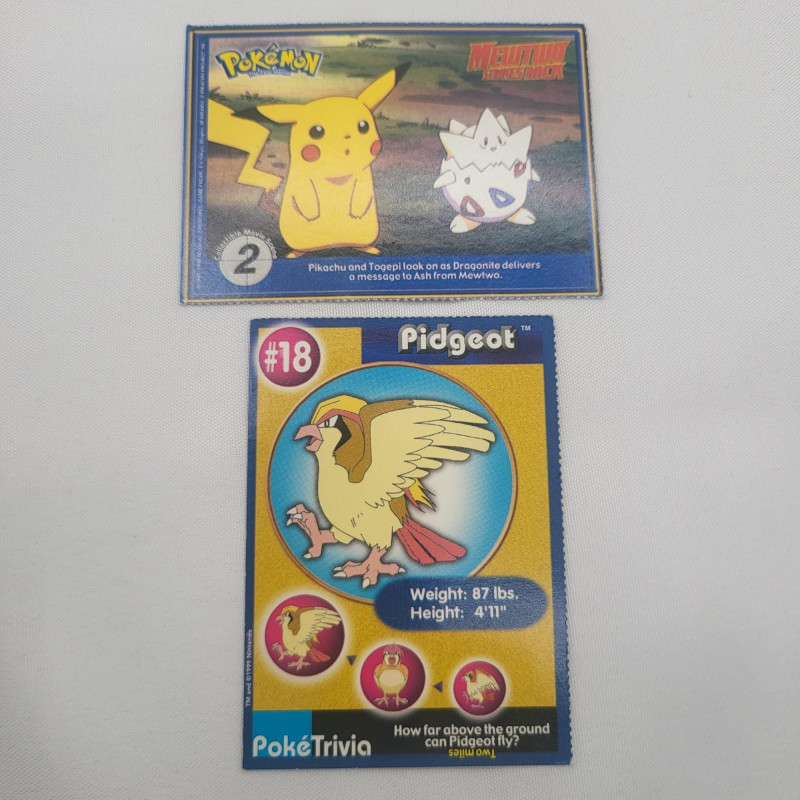 POKéMON
MEWTWO
STRIKES BACK
Collectible Movie Scene
2
Pikachu and Togepi look on as Dragonite delivers
a message to Ash from Mewtwo.
#18
Pidgeot™
Weight: 87 lbs.
Height: 4'11"
TM and ©1999 Nintendo
PokéTrivia
How far above the ground
can Pidgeot fly?
Two miles